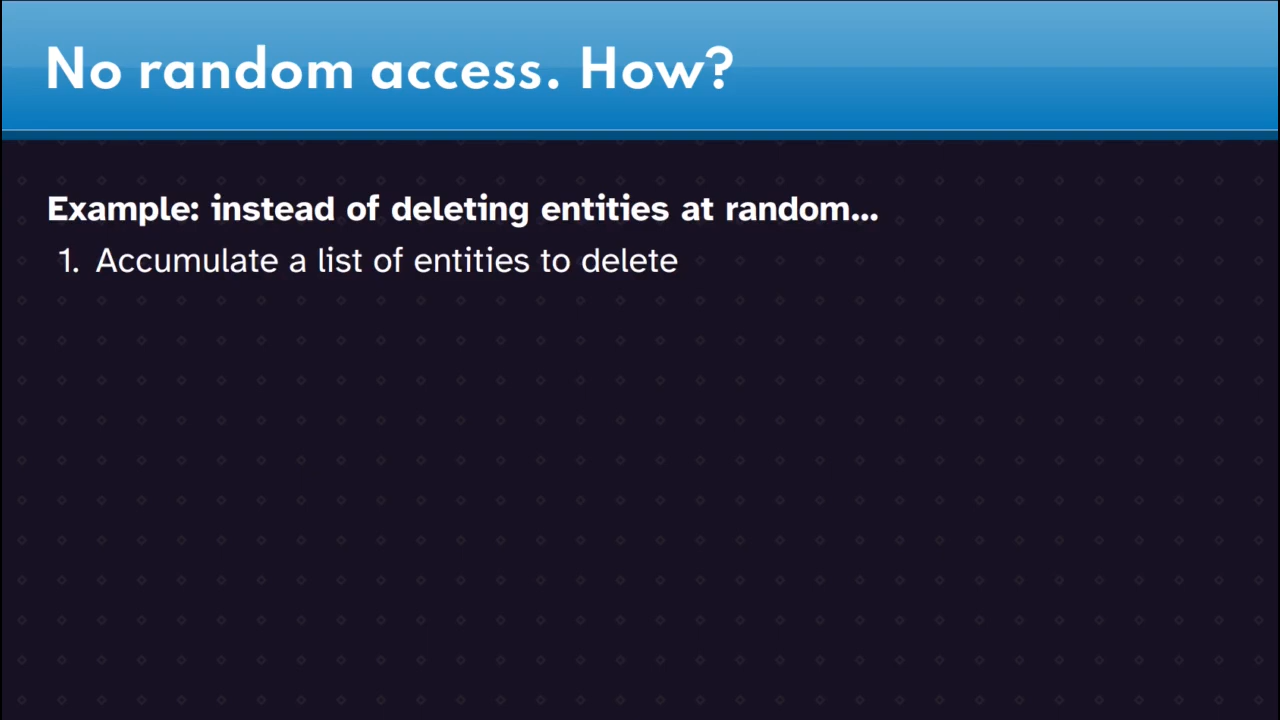 No random access. How?
Example: instead of deleting entities at random...
1. Accumulate a list of entities to delete